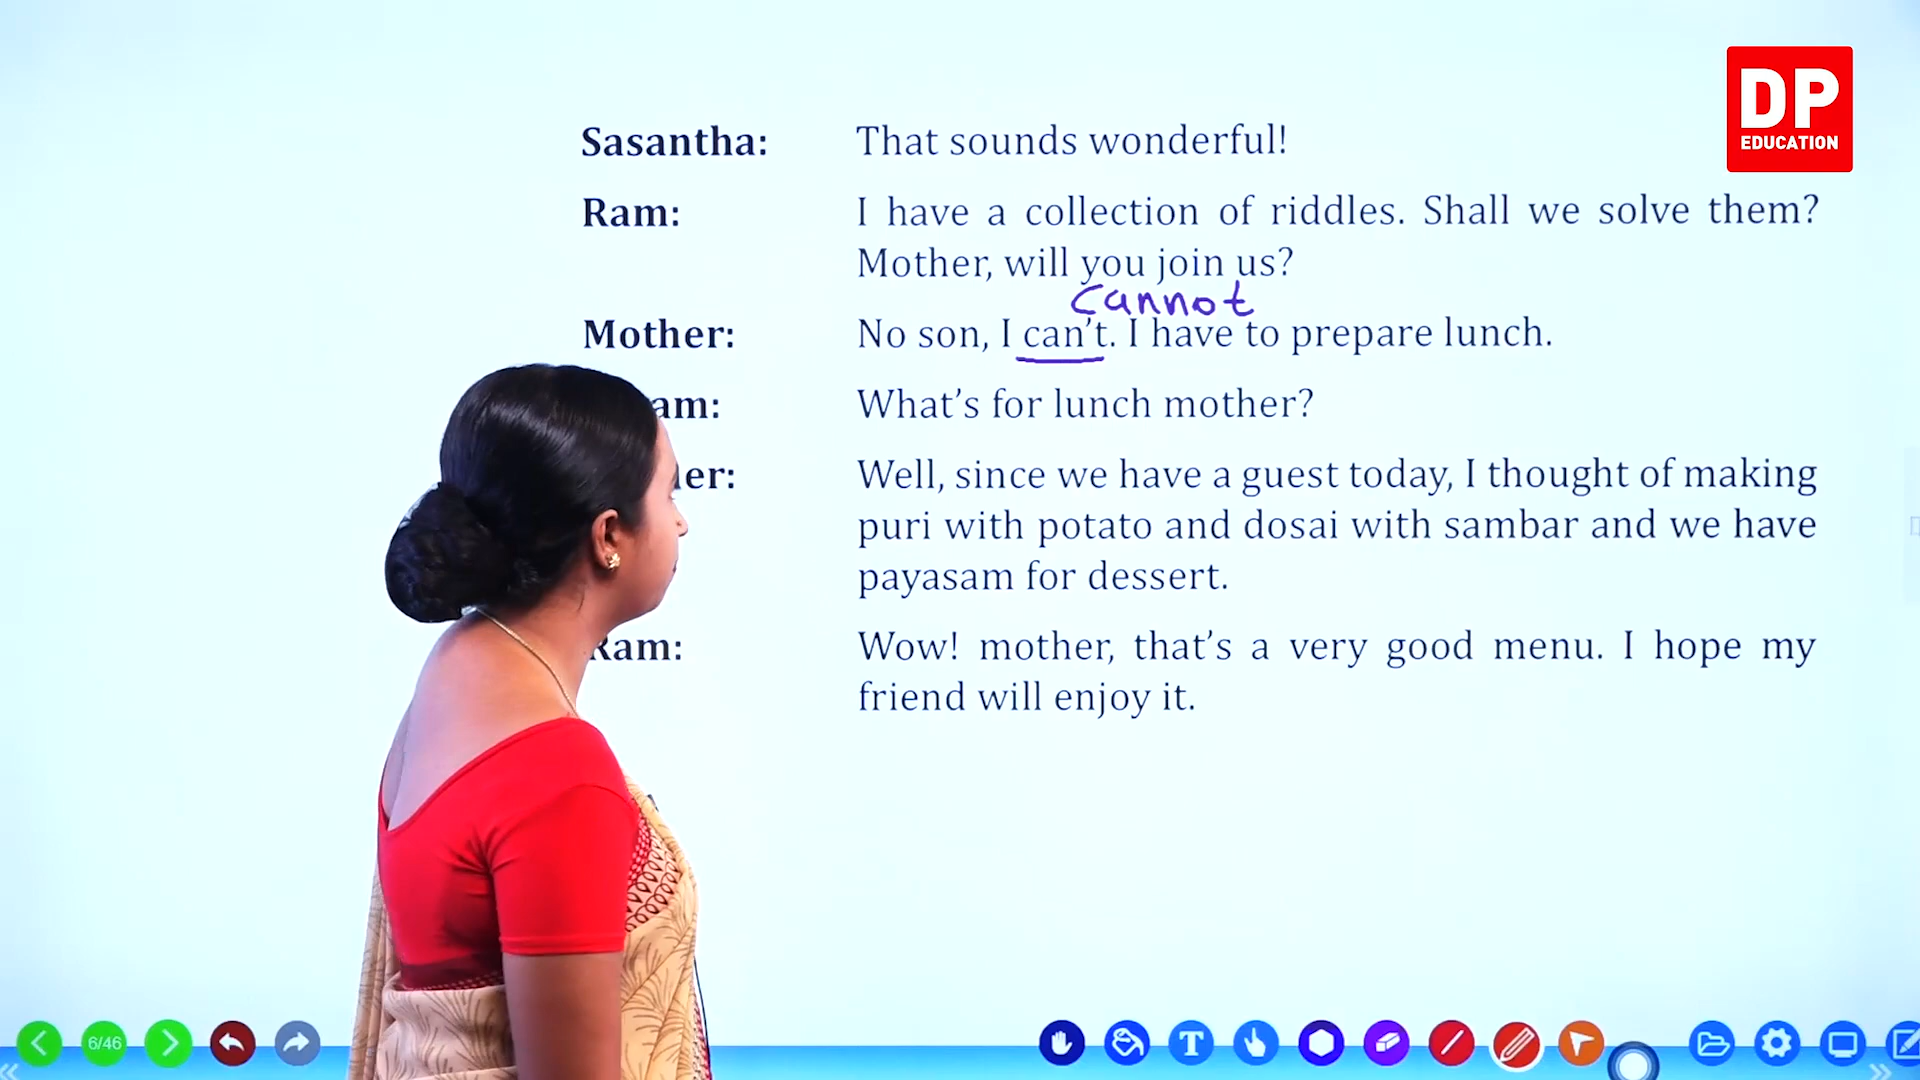 DP
EDUCATION
Sasantha: That sounds wonderful!
Ram: I have a collection of riddles. Shall we solve them?
Mother, will you join us?
cannot
Mother: No son, I can't. I have to prepare lunch.
am: What's for lunch mother?
er: Well, since we have a guest today, I thought of making
puri with potato and dosai with sambar and we have
payasam for dessert.
Ram: Wow! mother, that's a very good menu. I hope my
friend will enjoy it.
6/46
T